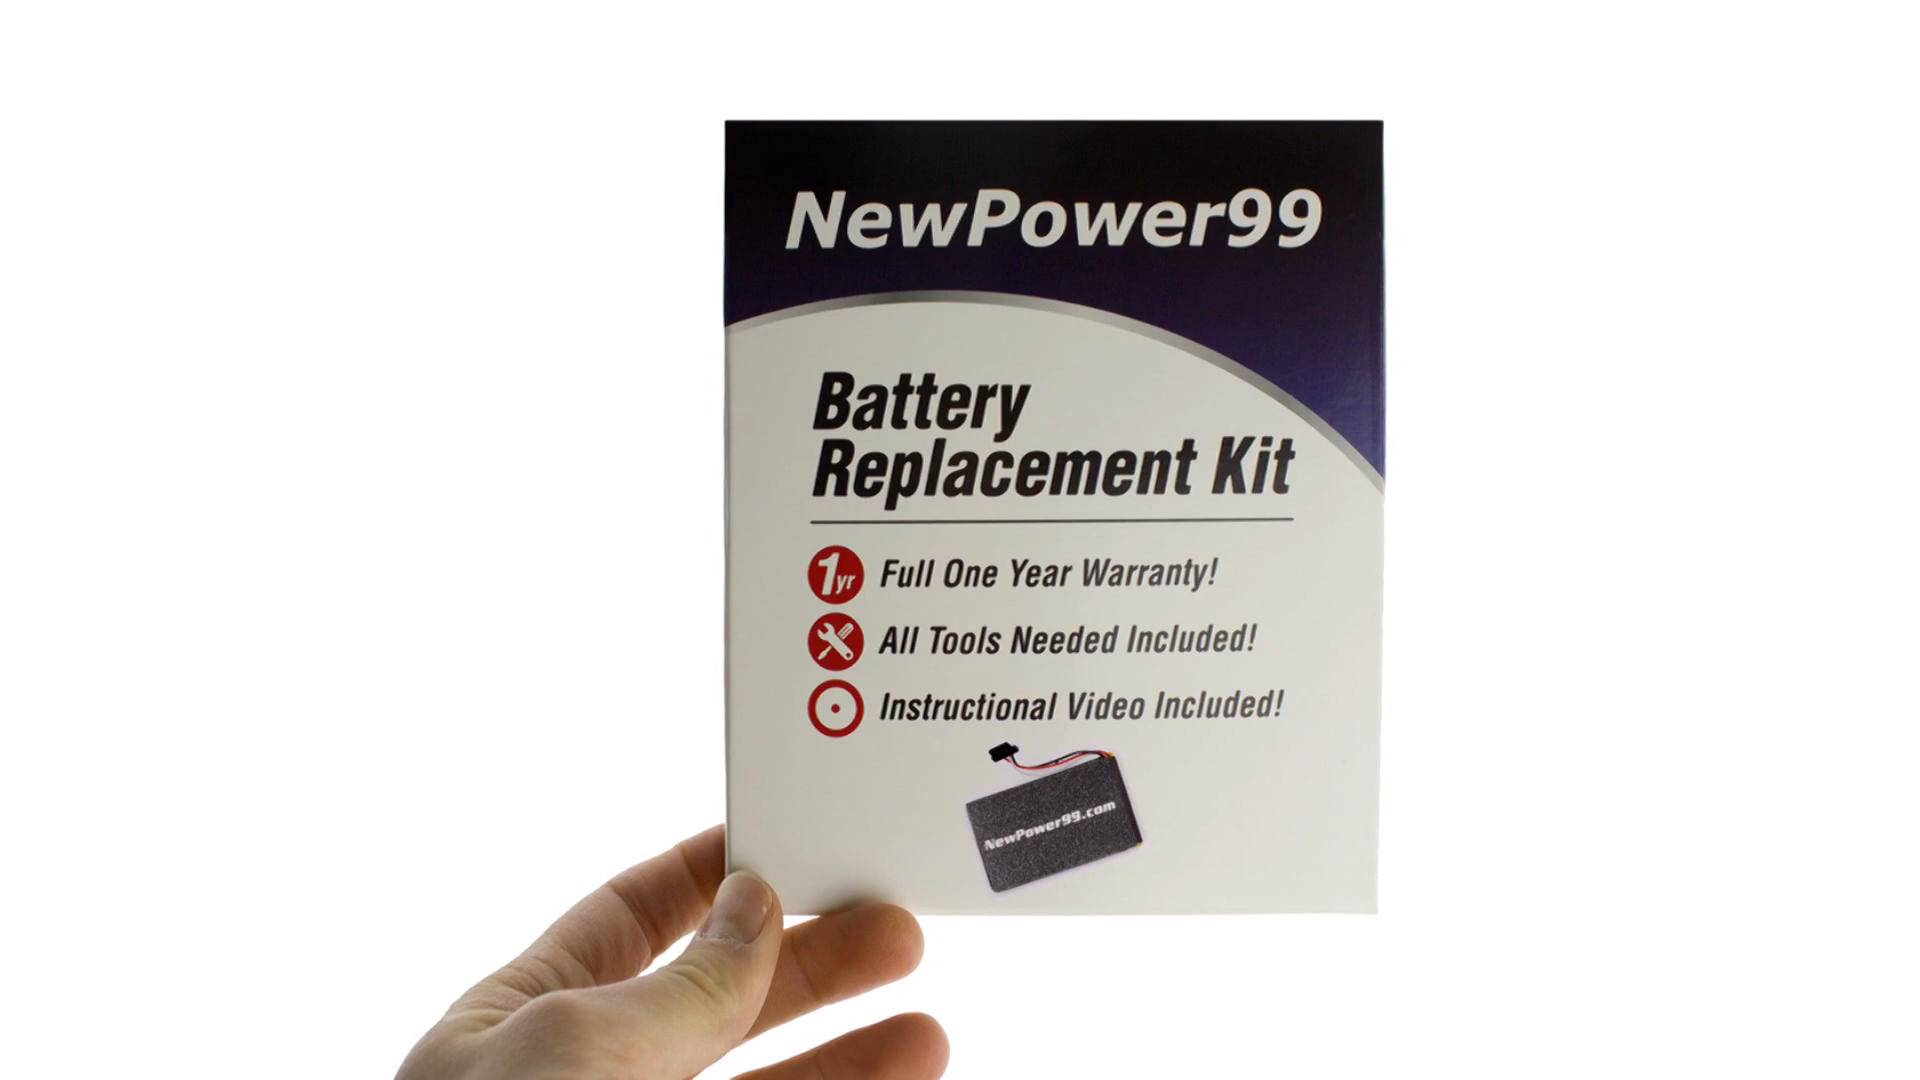 NewPower99
Battery
Replacement Kit
1yr Full One Year Warranty!
All Tools Needed Included!
Instructional Video Included!
NewPower99.com